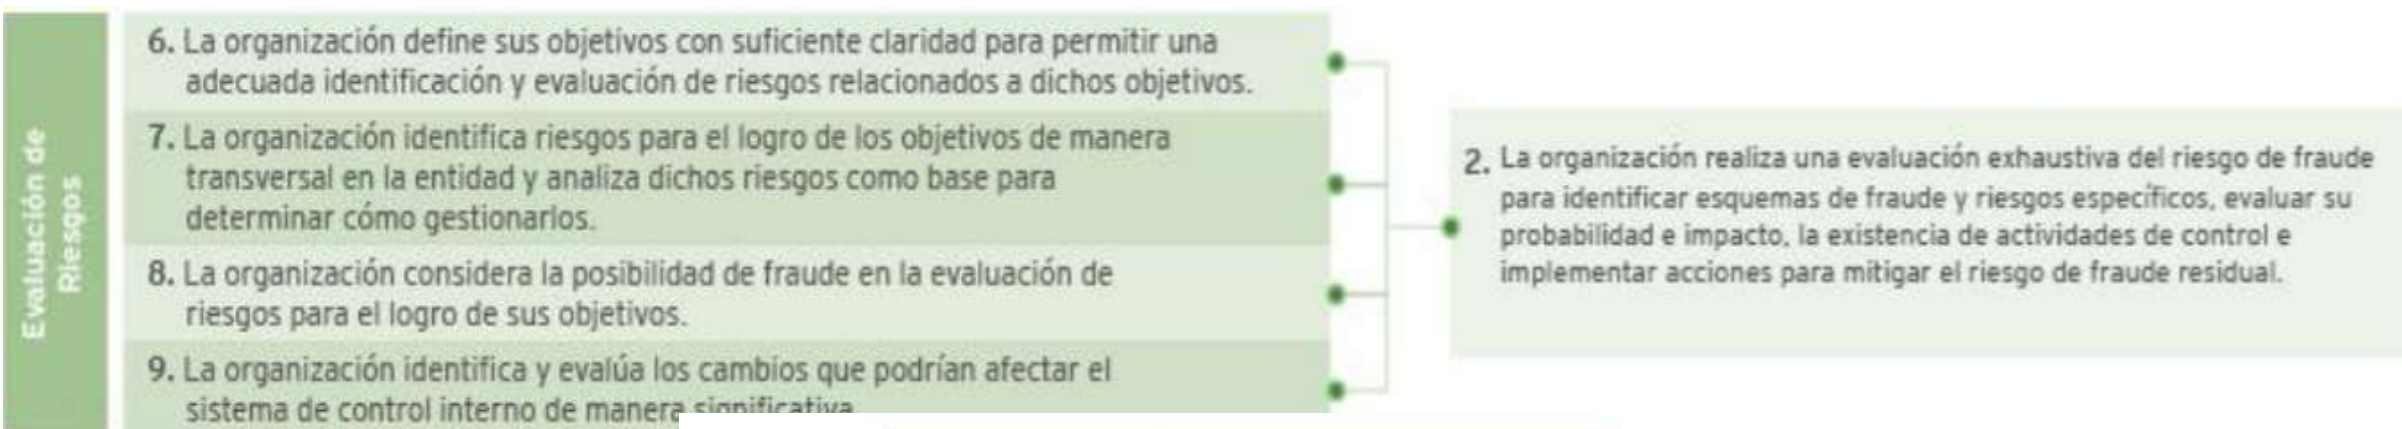 Evaluación de
Riesgos
6. La organización define sus objetivos con suficiente claridad para permitir una
adecuada identificación y evaluación de riesgos relacionados a dichos objetivos.
7. La organización identifica riesgos para el logro de los objetivos de manera
transversal en la entidad y analiza dichos riesgos como base para
determinar cómo gestionarlos.
8. La organización considera la posibilidad de fraude en la evaluación de
riesgos para el logro de sus objetivos.
9. La organización identifica y evalúa los cambios que podrían afectar el
sistema de control interno de manera significativa
2. La organización realiza una evaluación exhaustiva del riesgo de fraude
para identificar esquemas de fraude y riesgos específicos, evaluar su
probabilidad e impacto, la existencia de actividades de control e
implementar acciones para mitigar el riesgo de fraude residual.